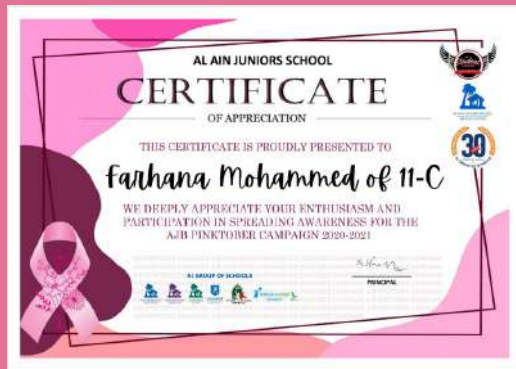 AL AIN JUNIORS SCHOOL
CERTIFICATE
OF APPRECIATION
THIS CERTIFICATE IS PROUDLY PRESENTED TO
Farhana Mohammed of 11-C
WE DEEPLY APPRECIATE YOUR ENTHUSIASM AND
PARTICIPATION IN SPREADING AWARENESS FOR THE
AJB PINKTOBER CAMPAIGN 2020-2021
AJ GROUP OF SCHOOLS
PRINCIPAL
30